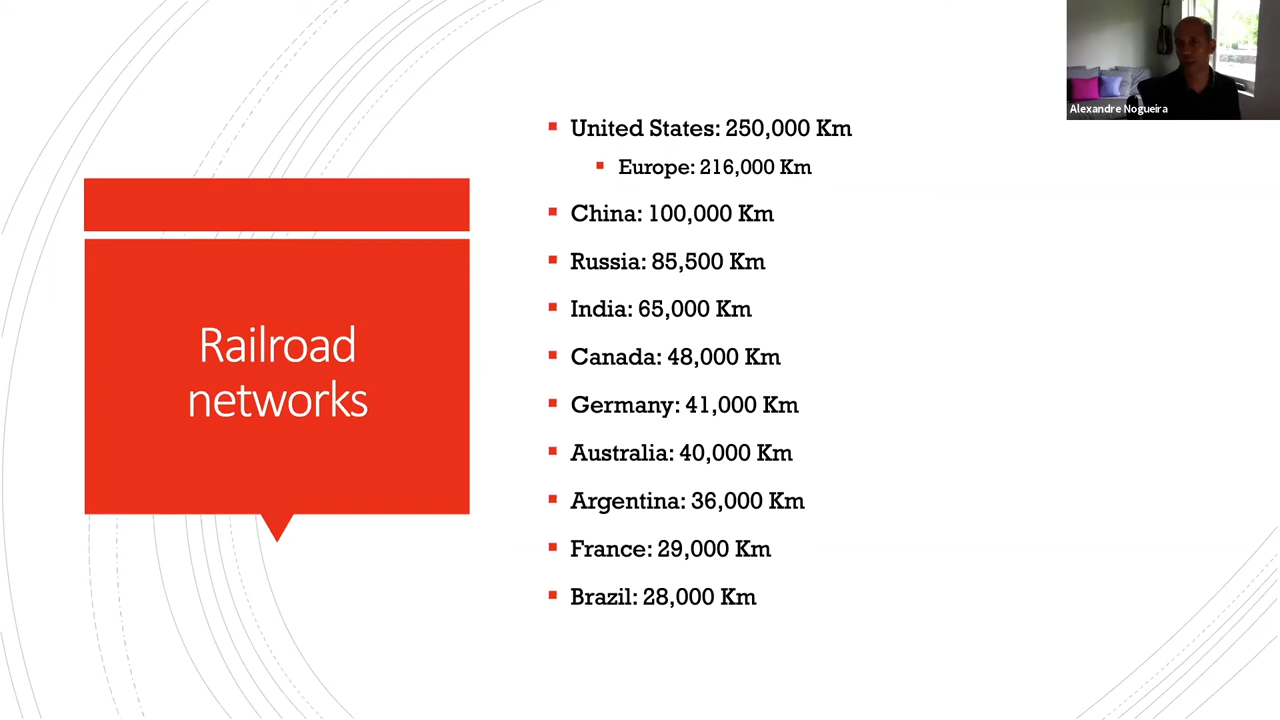 Alexandre Nogueira
Railroad
networks
United States: 250,000 Km
Europe: 216,000 Km
China: 100,000 Km
Russia: 85,500 Km
India: 65,000 Km
Canada: 48,000 Km
Germany: 41,000 Km
Australia: 40,000 Km
Argentina: 36,000 Km
France: 29,000 Km
Brazil: 28,000 Km